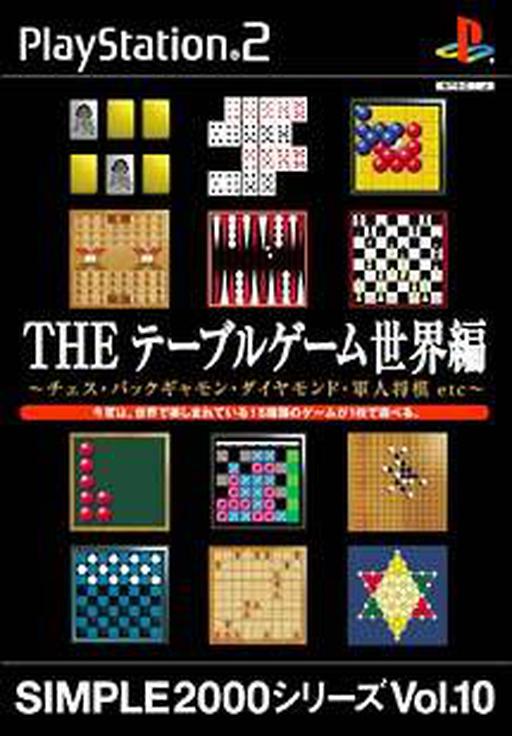 PlayStation.2
THE テーブルゲーム世界編
～チェス・バックギャモン・ダイヤモンド・軍人将棋 etc～
今度は、世界で楽しまれている15種類のゲームが1枚で遊べる。
SIMPLE2000シリーズ Vol.10